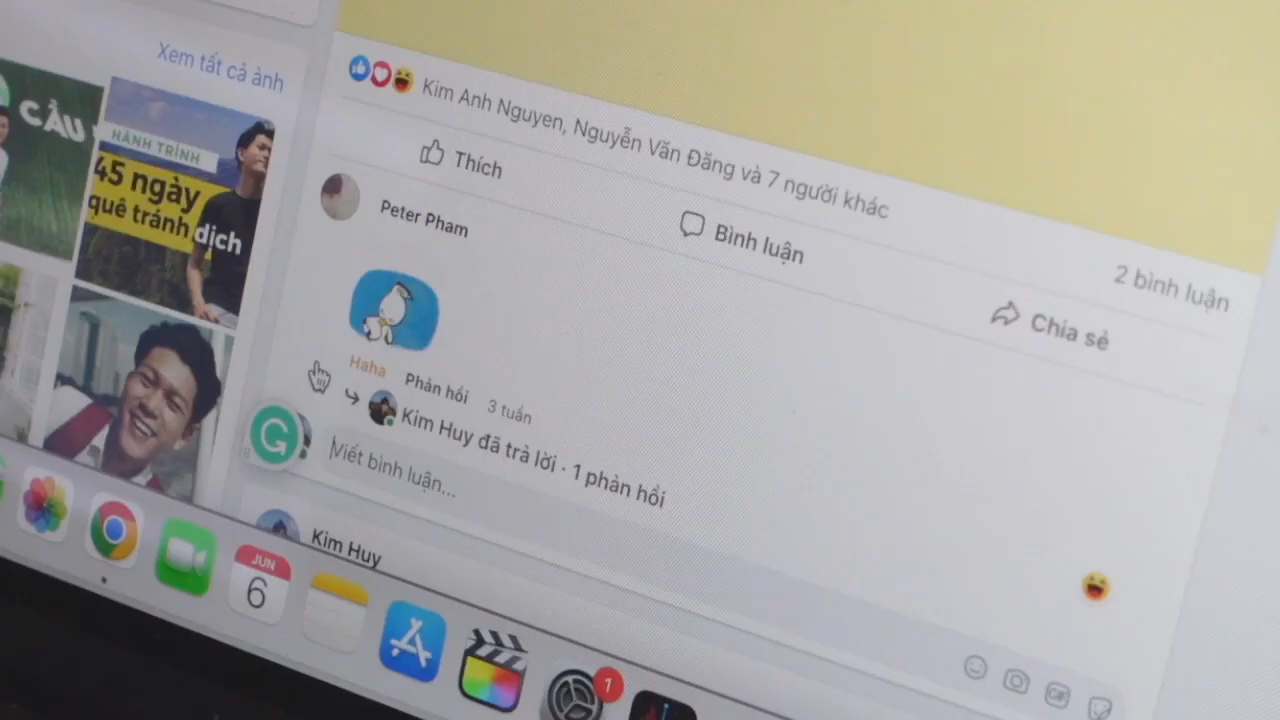 Xem tất cả ảnh
CẦU
HÀNH TRÌNH
45 ngày
quê tránh dịch
Kim Anh Nguyen, Nguyễn Văn Đăng và 7 người khác
2 bình luận
Thích
Bình luận
Chia sẻ
Peter Pham
Haha Phản hồi 3 tuần
Kim Huy đã trả lời · 1 phản hồi
Viết bình luận...
Kim Huy
GIF
JUN
6
1